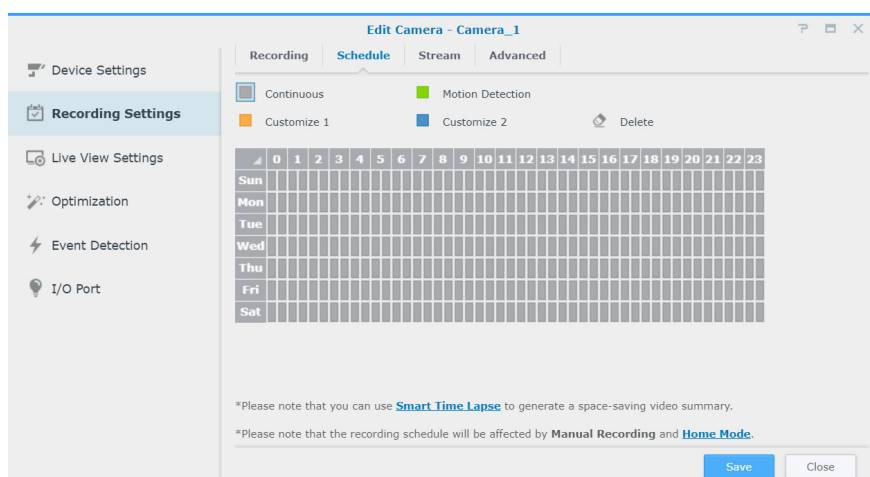 Edit Camera - Camera_1
Device Settings
Recording Settings
Live View Settings
Optimization
Event Detection
I/O Port
Recording Schedule Stream Advanced
Continuous Motion Detection
Customize 1 Customize 2 Delete
0 1 2 3 4 5 6 7 8 9 10 11 12 13 14 15 16 17 18 19 20 21 22 23
Sun
Mon
Tue
Wed
Thu
Fri
Sat
*Please note that you can use Smart Time Lapse to generate a space-saving video summary.
*Please note that the recording schedule will be affected by Manual Recording and Home Mode.
Save Close